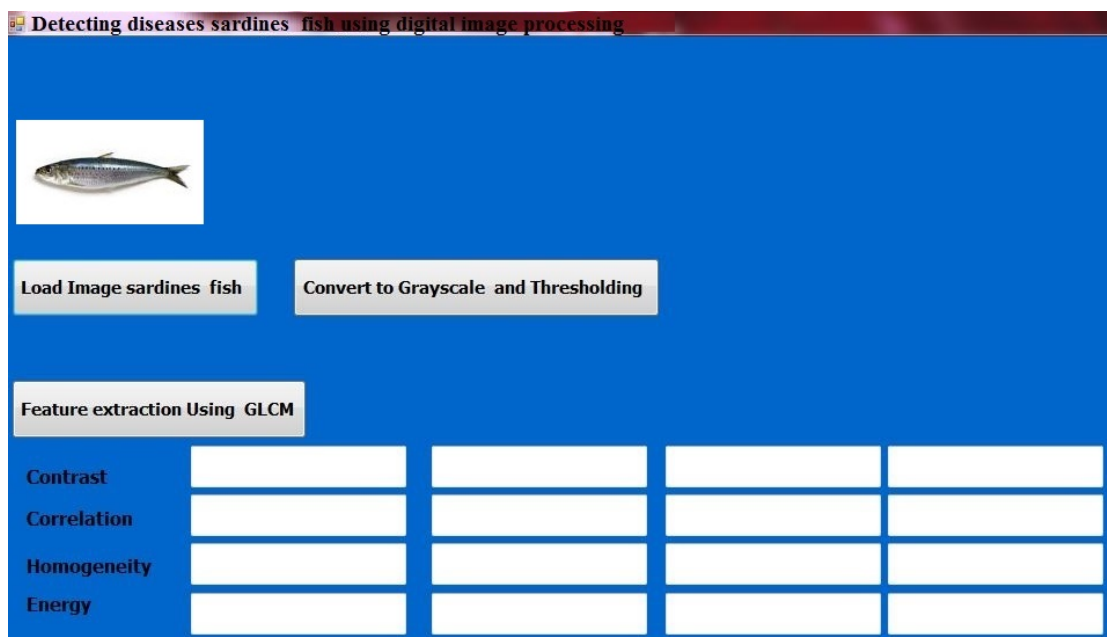 Detecting diseases sardines fish using digital image processing
Load Image sardines fish
Convert to Grayscale and Thresholding
Feature extraction Using GLCM
Contrast
Correlation
Homogeneity
Energy